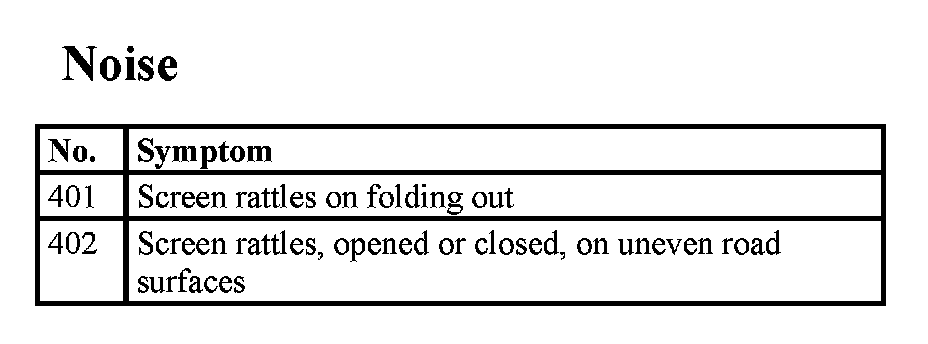 Noise
No. Symptom
401 Screen rattles on folding out
402 Screen rattles, opened or closed, on uneven road
surfaces